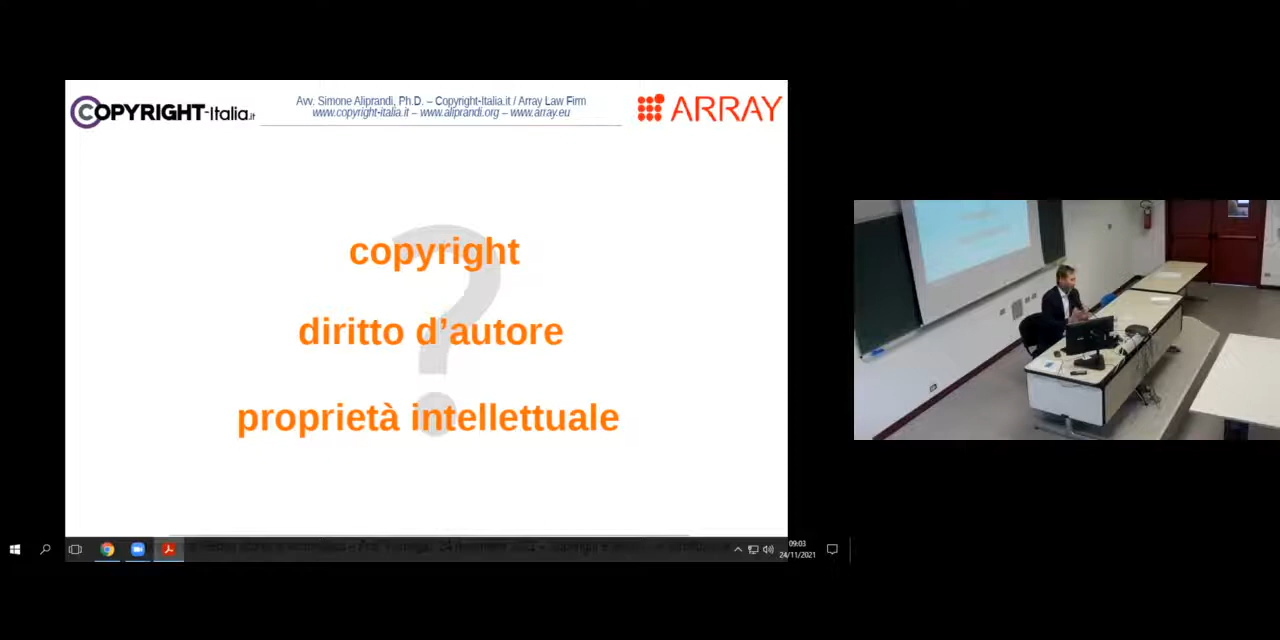 COPYRIGHT-Italia.it
Avv. Simone Aliprandi, Ph.D. – Copyright-Italia.it / Array Law Firm
www.copyright-italia.it – www.aliprandi.org – www.array.eu
ARRAY
copyright
diritto d’autore
proprietà intellettuale
09:03
24/11/2021